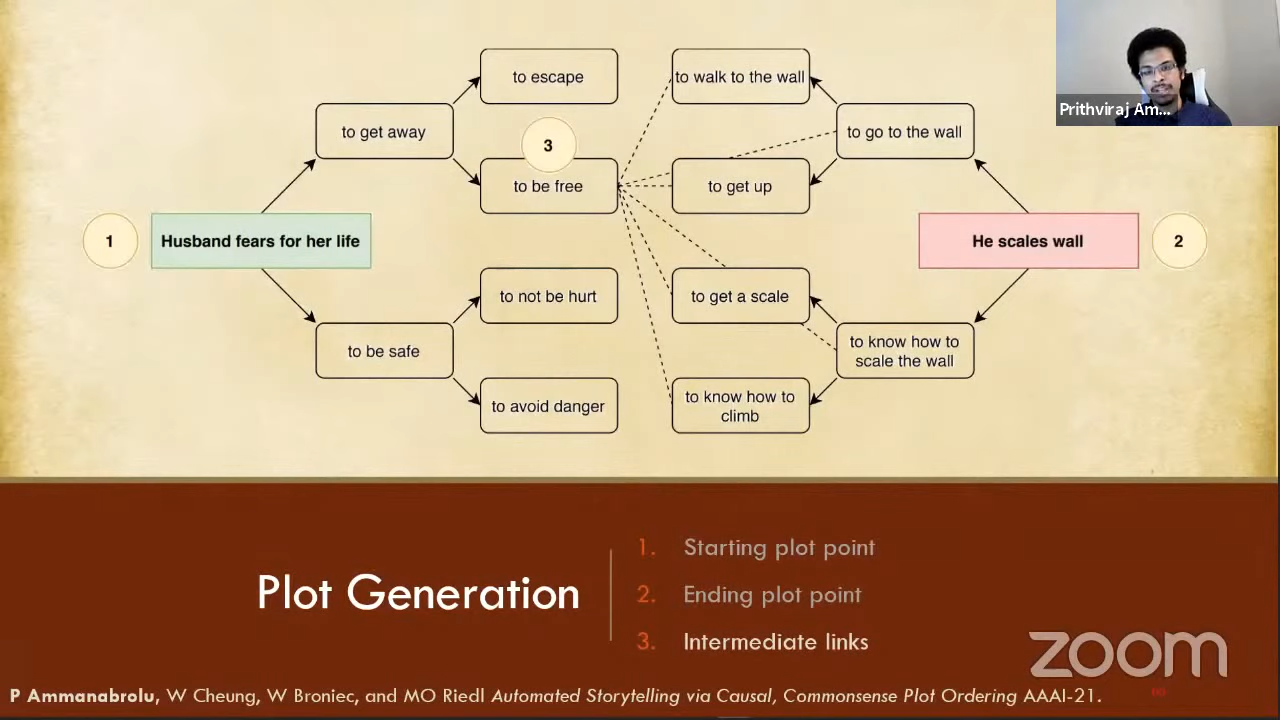 to escape
to walk to the wall
Prithviraj Am...
to get away
3
to go to the wall
to be free
to get up
1
Husband fears for her life
He scales wall
2
to not be hurt
to get a scale
to be safe
to know how to
scale the wall
to avoid danger
to know how to
climb
Plot Generation
1. Starting plot point
2. Ending plot point
3. Intermediate links
zoom
P Ammanabrolu, W Cheung, W Broniec, and MO Riedl Automated Storytelling via Causal, Commonsense Plot Ordering AAAI-21.